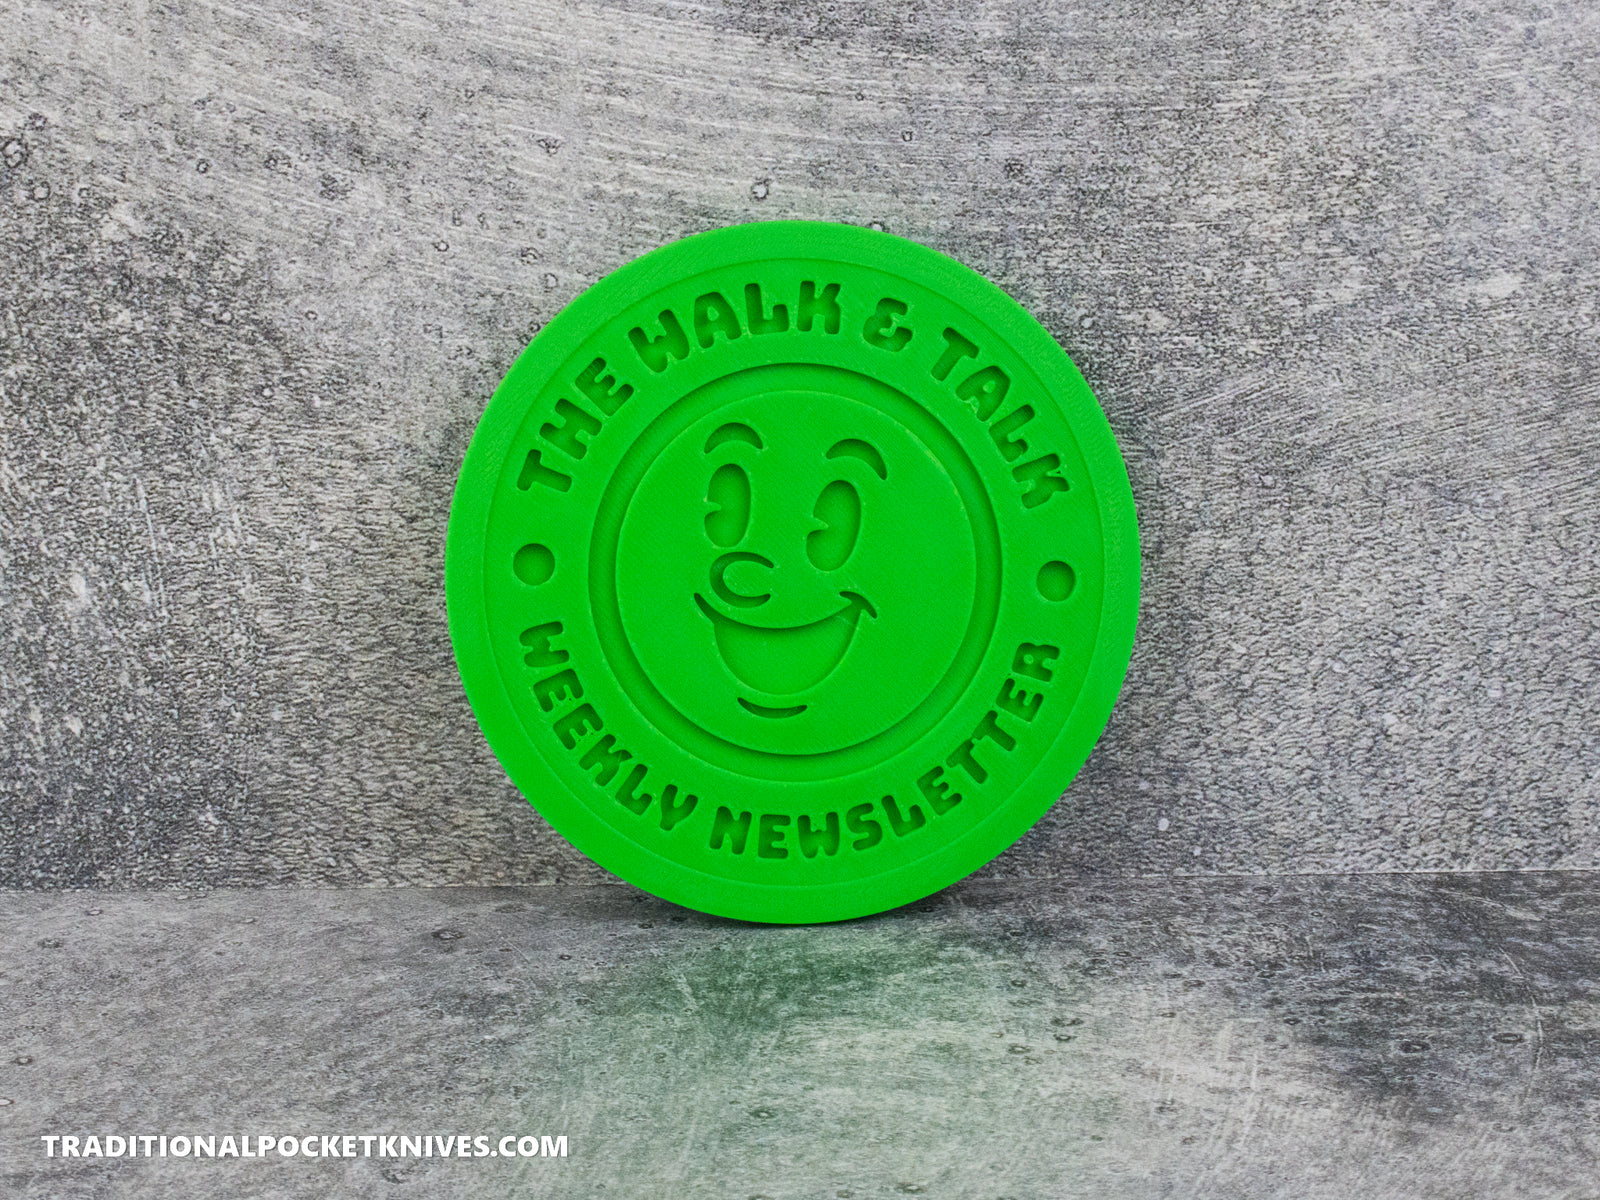 THE WALK & TALK
WEEKLY NEWSLETTER
TRADITIONALPOCKETKNIVES.COM